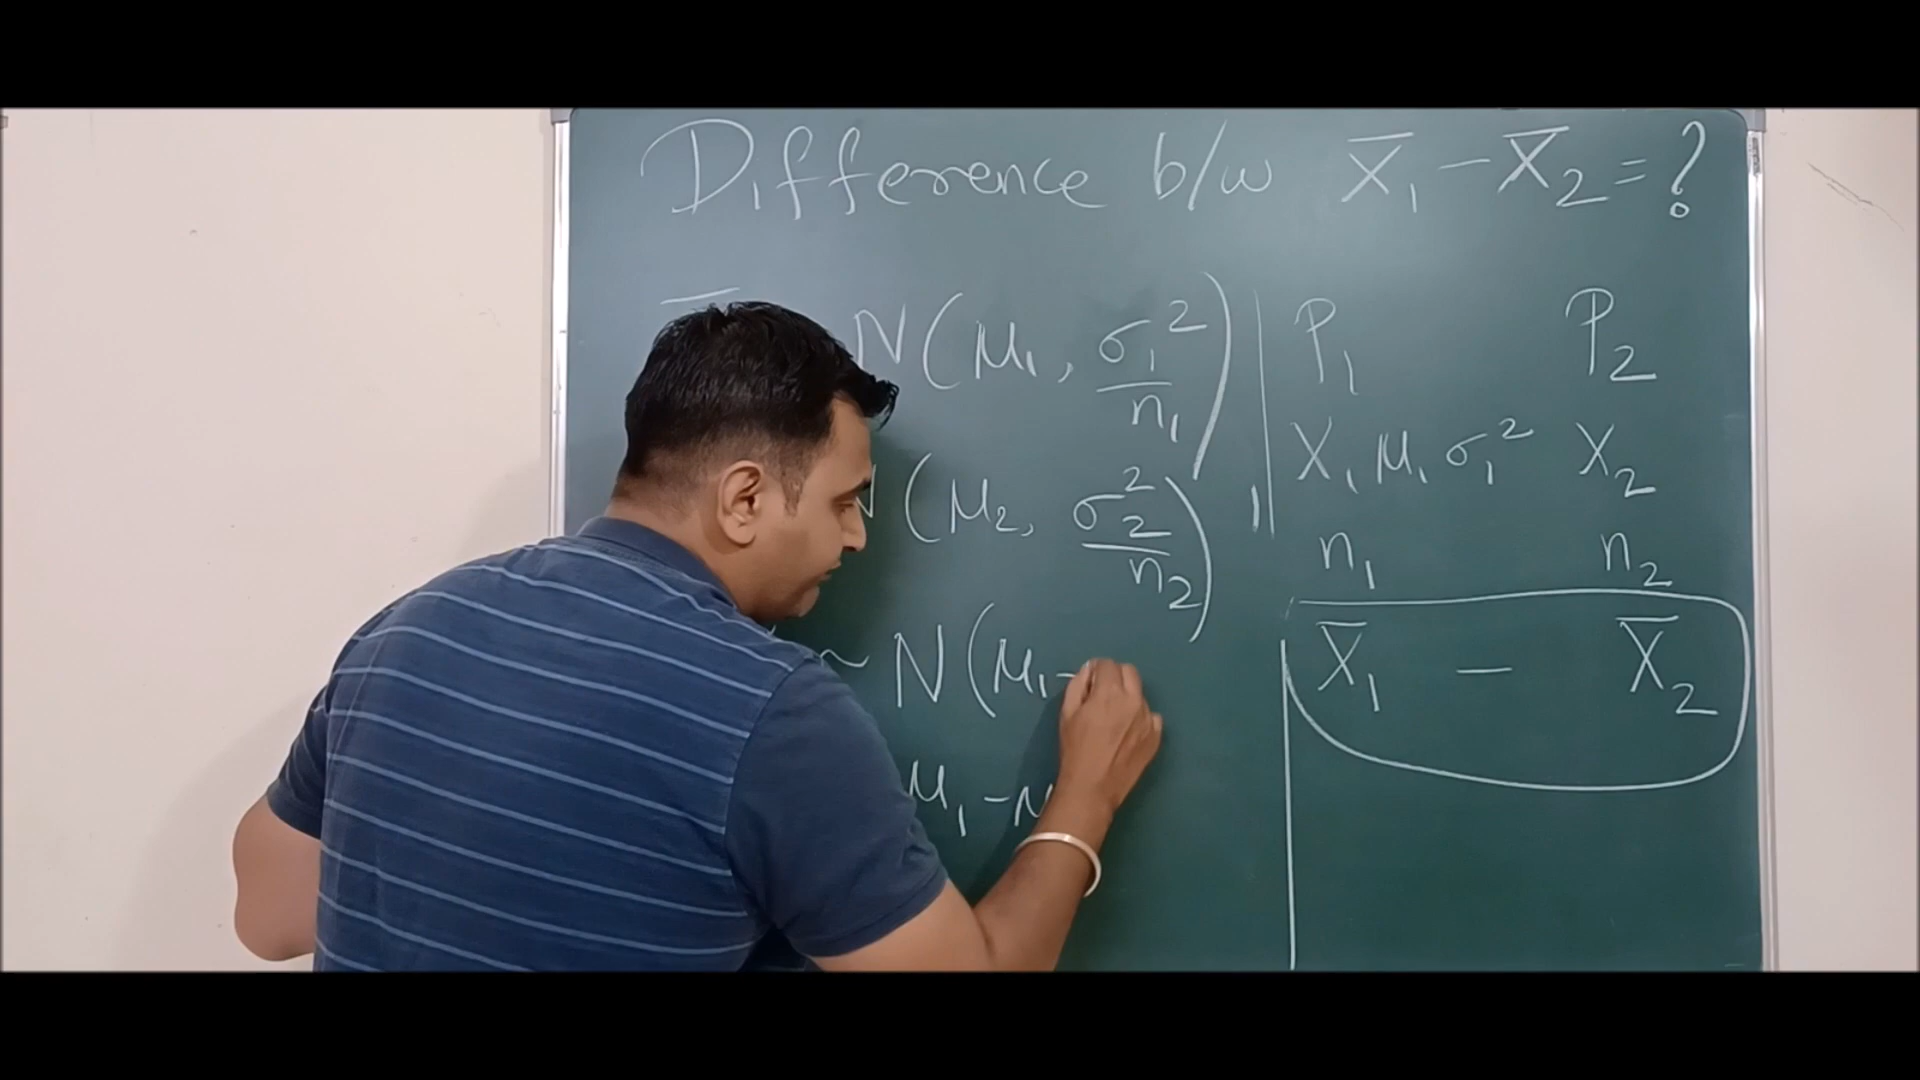 Difference b/w X̄₁ - X̄₂ = ?
N(μ₁, σ₁²/n₁)
N(μ₂, σ₂²/n₂)
~ N(μ₁ -
μ₁ - μ
P₁ P₂
X₁ μ₁ σ₁² X₂
n₁ n₂
X̄₁ - X̄₂